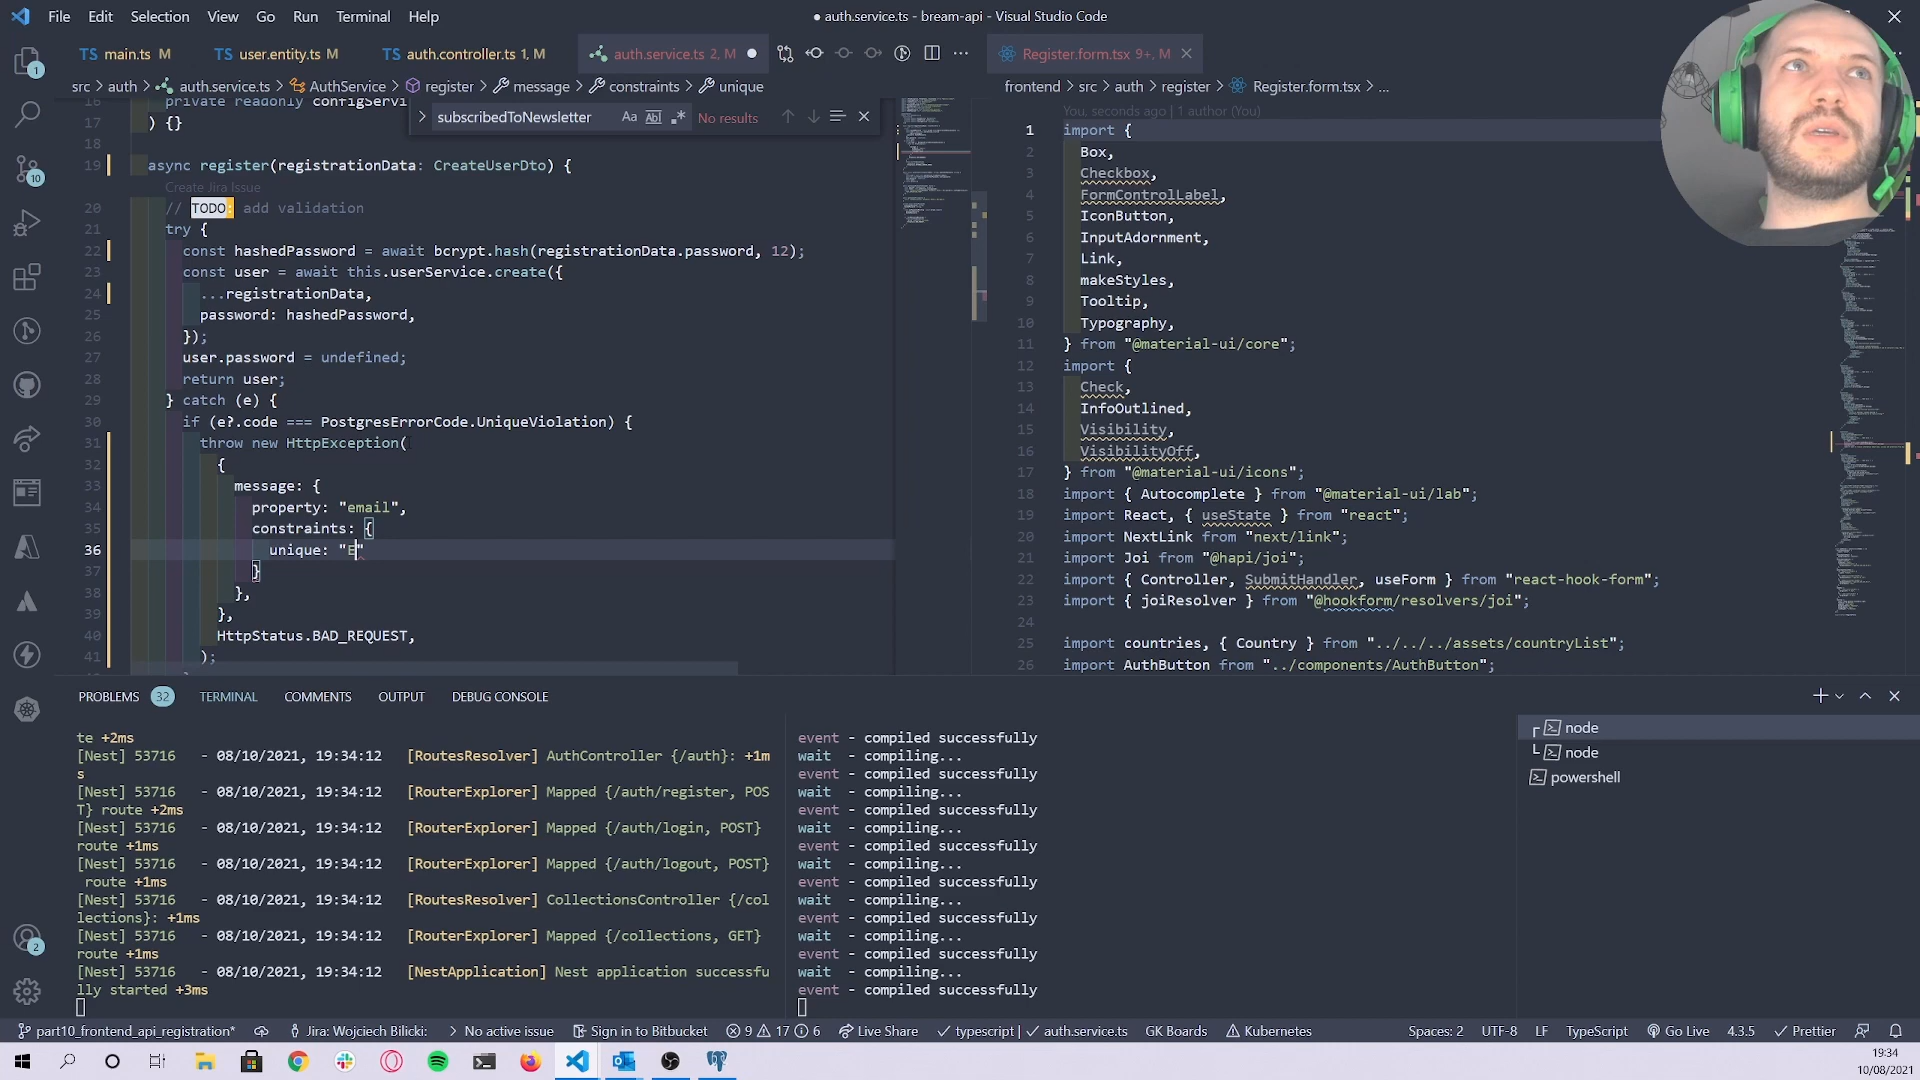 File Edit Selection View Go Run Terminal Help
● auth.service.ts - bream-api - Visual Studio Code
TS main.ts M
TS user.entity.ts M
TS auth.controller.ts 1, M
auth.service.ts 2, M ●
Register.form.tsx 9+, M
src > auth > auth.service.ts > AuthService > register > message > constraints > unique
frontend > src > auth > register > Register.form.tsx > ...
subscribedToNewsletter Aa Ab No results
16 private readonly configServi
17 ) {}
18
19 async register(registrationData: CreateUserDto) {
Create Jira Issue
20 // TODO: add validation
21 try {
22 const hashedPassword = await bcrypt.hash(registrationData.password, 12);
23 const user = await this.userService.create({
24 ...registrationData,
25 password: hashedPassword,
26 });
27 user.password = undefined;
28 return user;
29 } catch (e) {
30 if (e?.code === PostgresErrorCode.UniqueViolation) {
31 throw new HttpException(
32 {
33 message: {
34 property: "email",
35 constraints: {
36 unique: "E"
37 }
38 },
39 },
40 HttpStatus.BAD_REQUEST,
41 );
You, seconds ago | 1 author (You)
1 import {
2 Box,
3 Checkbox,
4 FormControlLabel,
5 IconButton,
6 InputAdornment,
7 Link,
8 makeStyles,
9 Tooltip,
10 Typography,
11 } from "@material-ui/core";
12 import {
13 Check,
14 InfoOutlined,
15 Visibility,
16 VisibilityOff,
17 } from "@material-ui/icons";
18 import { Autocomplete } from "@material-ui/lab";
19 import React, { useState } from "react";
20 import NextLink from "next/link";
21 import Joi from "@hapi/joi";
22 import { Controller, SubmitHandler, useForm } from "react-hook-form";
23 import { joiResolver } from "@hookform/resolvers/joi";
24
25 import countries, { Country } from "../../../assets/countryList";
26 import AuthButton from "../components/AuthButton";
1
10
2
PROBLEMS 32 TERMINAL COMMENTS OUTPUT DEBUG CONSOLE
te +2ms
[Nest] 53716 - 08/10/2021, 19:34:12 [RoutesResolver] AuthController {/auth}: +1m
s
[Nest] 53716 - 08/10/2021, 19:34:12 [RouterExplorer] Mapped {/auth/register, POS
T} route +2ms
[Nest] 53716 - 08/10/2021, 19:34:12 [RouterExplorer] Mapped {/auth/login, POST}
route +1ms
[Nest] 53716 - 08/10/2021, 19:34:12 [RouterExplorer] Mapped {/auth/logout, POST}
route +1ms
[Nest] 53716 - 08/10/2021, 19:34:12 [RoutesResolver] CollectionsController {/col
lections}: +1ms
[Nest] 53716 - 08/10/2021, 19:34:12 [RouterExplorer] Mapped {/collections, GET}
route +1ms
[Nest] 53716 - 08/10/2021, 19:34:12 [NestApplication] Nest application successfu
lly started +3ms
event - compiled successfully
wait - compiling...
event - compiled successfully
wait - compiling...
event - compiled successfully
wait - compiling...
event - compiled successfully
wait - compiling...
event - compiled successfully
wait - compiling...
event - compiled successfully
wait - compiling...
event - compiled successfully
wait - compiling...
event - compiled successfully
node
node
powershell
part10_frontend_api_registration* Jira: Wojciech Bilicki: > No active issue Sign in to Bitbucket 9 17 6 Live Share typescript | auth.service.ts GK Boards Kubernetes Spaces: 2 UTF-8 LF TypeScript Go Live 4.3.5 Prettier
19:34
10/08/2021